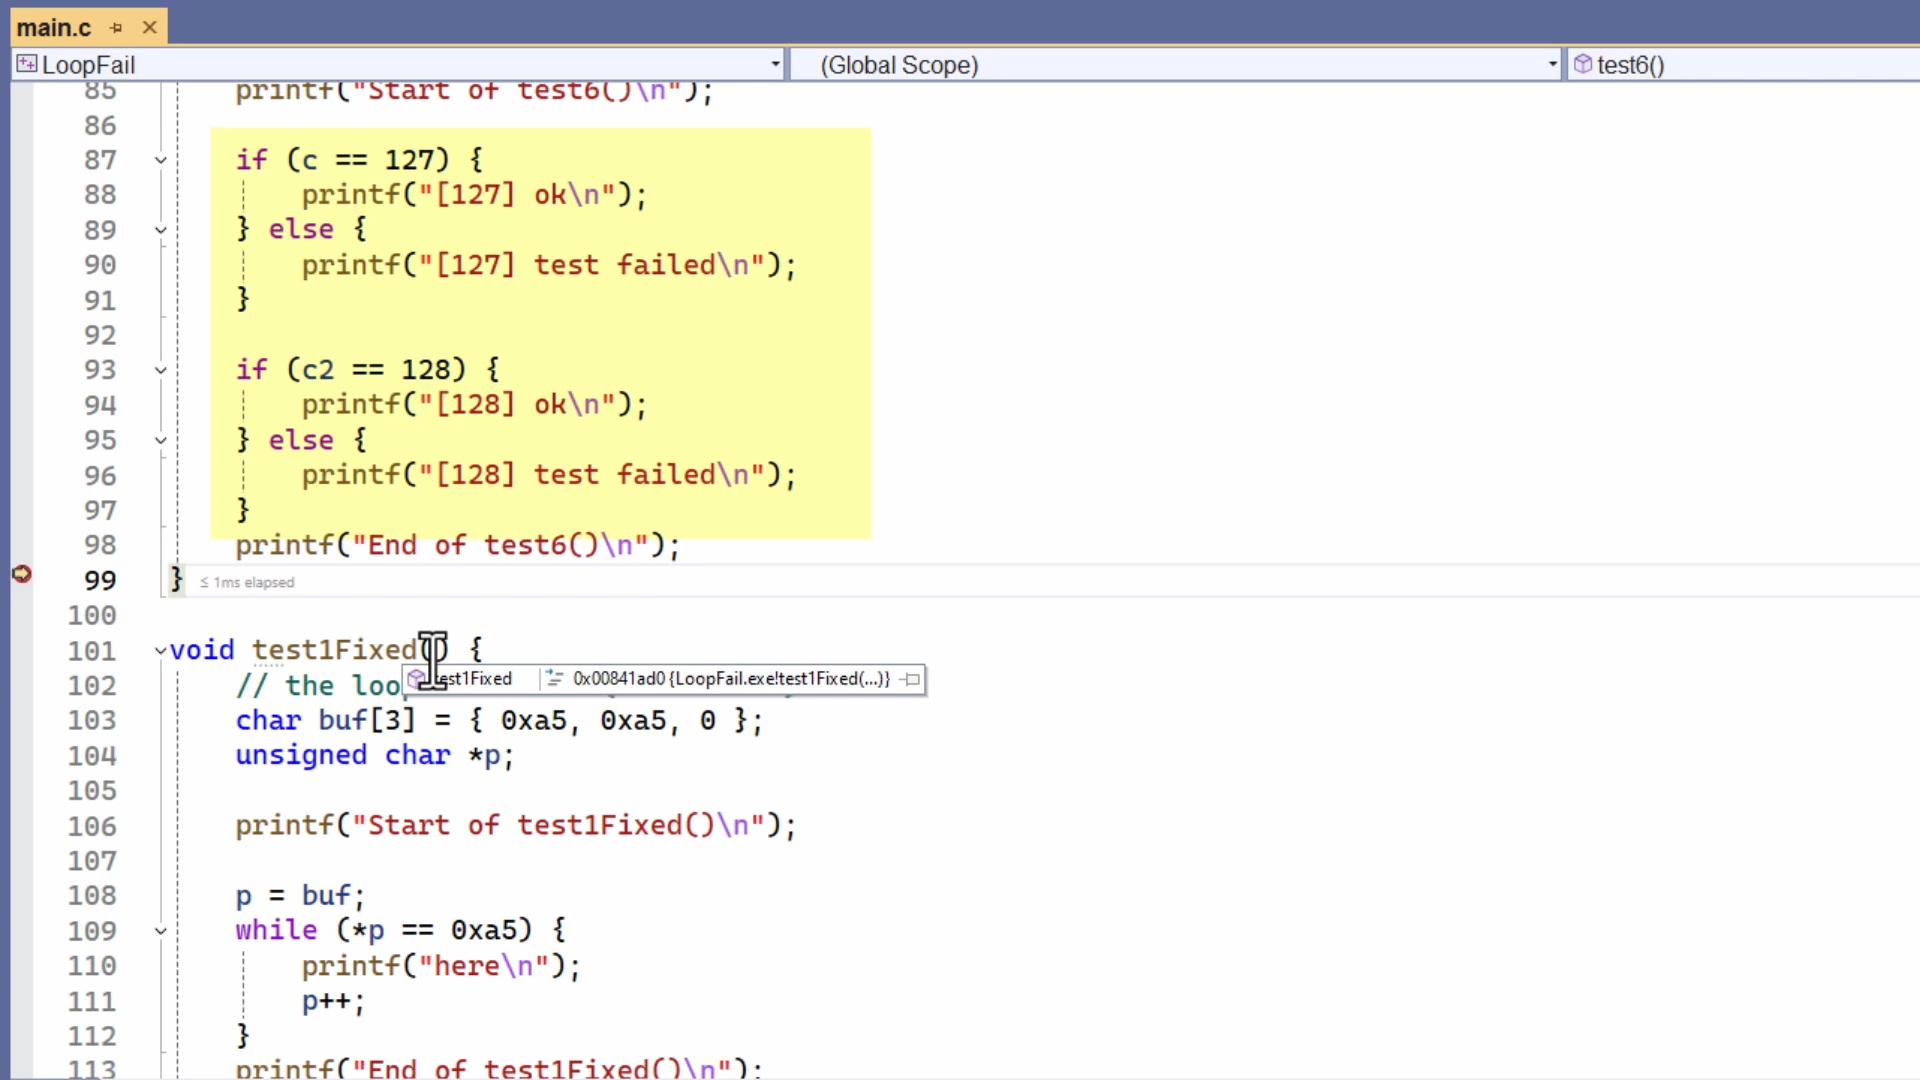 main.c
LoopFail (Global Scope) test6()
85 printf("Start of test6()\n");
86
87 if (c == 127) {
88 printf("[127] ok\n");
89 } else {
90 printf("[127] test failed\n");
91 }
92
93 if (c2 == 128) {
94 printf("[128] ok\n");
95 } else {
96 printf("[128] test failed\n");
97 }
98 printf("End of test6()\n");
99 } ≤ 1ms elapsed
100
101 void test1Fixed() {
test1Fixed 0x00841ad0 {LoopFail.exe!test1Fixed(...)}
102 // the loo
103 char buf[3] = { 0xa5, 0xa5, 0 };
104 unsigned char *p;
105
106 printf("Start of test1Fixed()\n");
107
108 p = buf;
109 while (*p == 0xa5) {
110 printf("here\n");
111 p++;
112 }
113 printf("End of test1Fixed()\n");